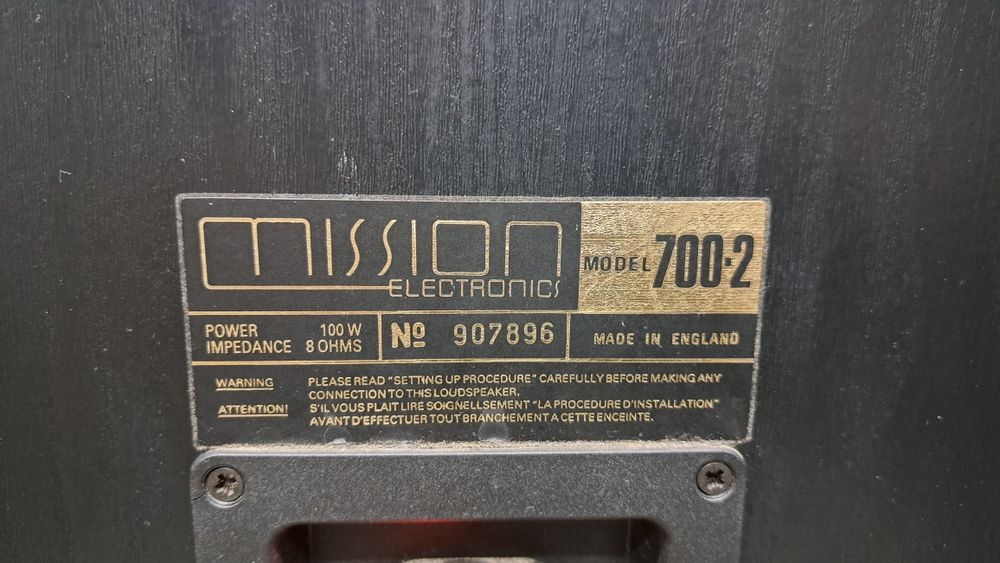 mission
ELECTRONICS
MODEL 700·2
POWER 100 W
IMPEDANCE 8 OHMS
Nº 907896
MADE IN ENGLAND
WARNING PLEASE READ "SETTING UP PROCEDURE" CAREFULLY BEFORE MAKING ANY
CONNECTION TO THIS LOUDSPEAKER.
ATTENTION! S'IL VOUS PLAIT LIRE SOIGNELLSEMENT "LA PROCEDURE D'INSTALLATION"
AVANT D'EFFECTUER TOUT BRANCHEMENT A CETTE ENCEINTE.